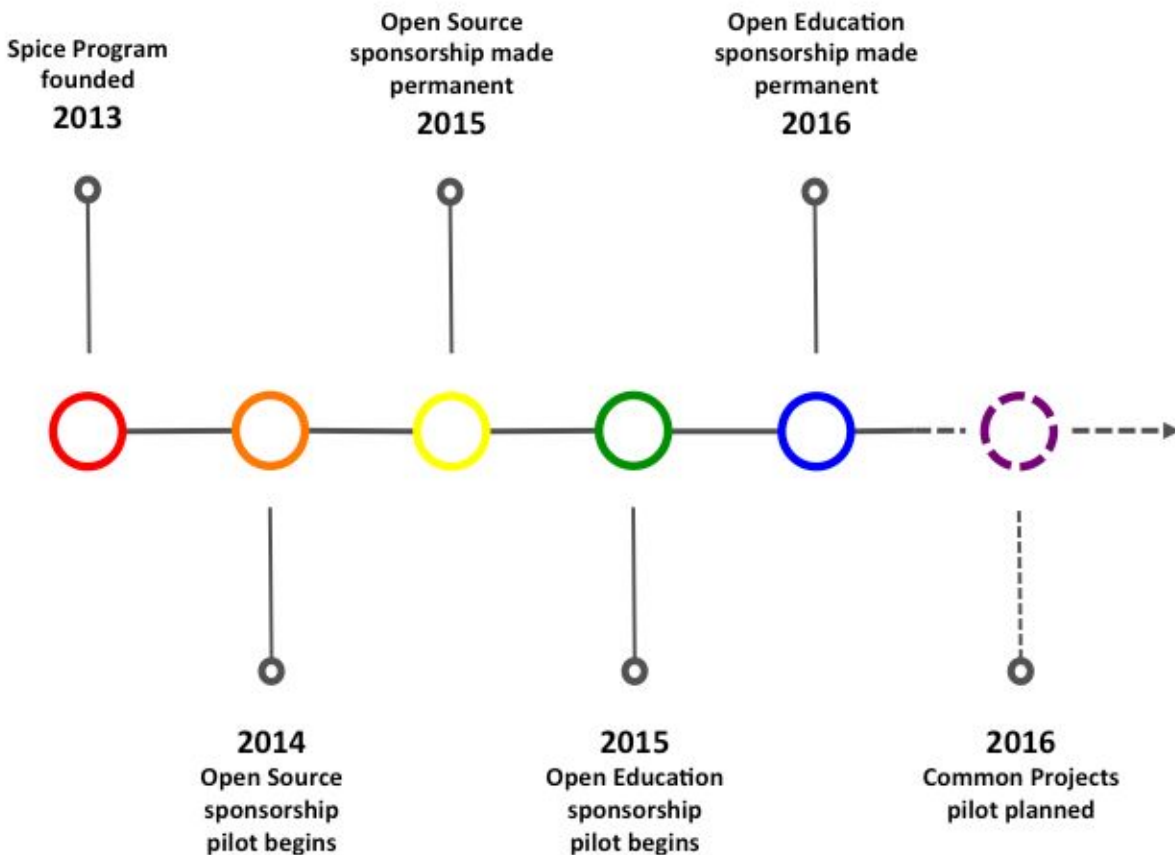 Spice Program
founded
2013
Open Source
sponsorship made
permanent
2015
Open Education
sponsorship made
permanent
2016
2014
Open Source
sponsorship
pilot begins
2015
Open Education
sponsorship
pilot begins
2016
Common Projects
pilot planned